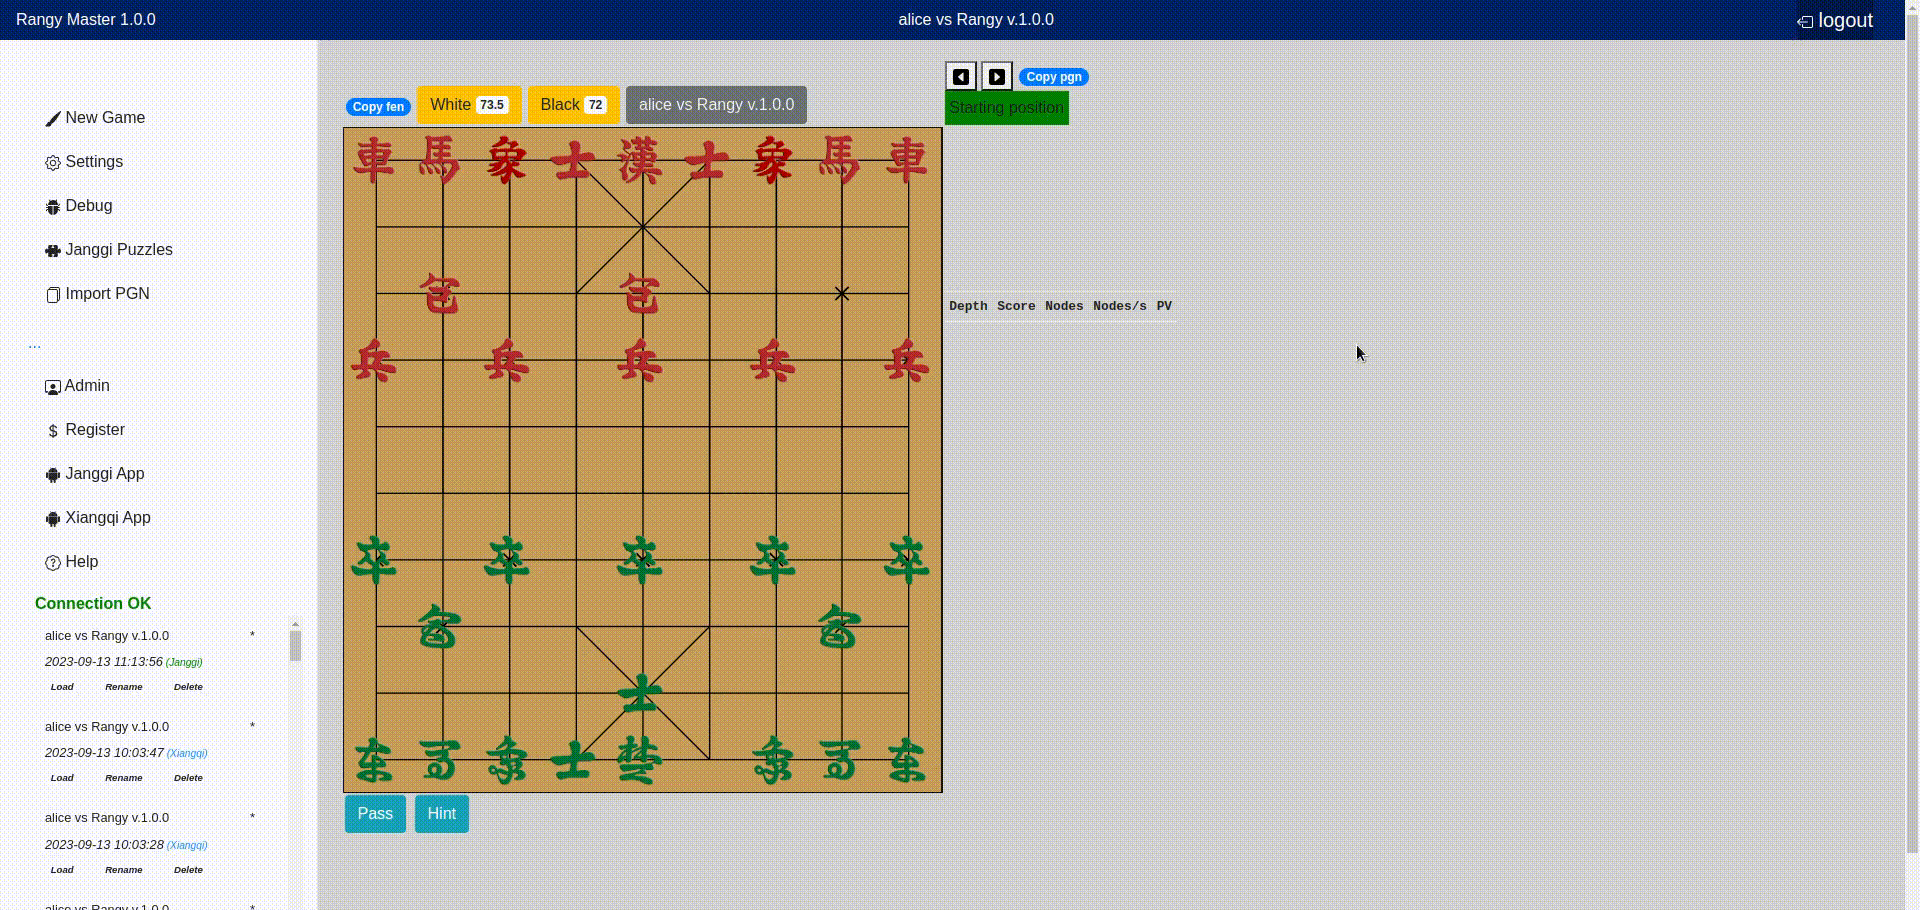 Rangy Master 1.0.0
alice vs Rangy v.1.0.0
logout
New Game
Settings
Debug
Janggi Puzzles
Import PGN
...
Admin
Register
Janggi App
Xiangqi App
Help
Connection OK
alice vs Rangy v.1.0.0 *
2023-09-13 11:13:56 (Janggi)
Load Rename Delete
alice vs Rangy v.1.0.0 *
2023-09-13 10:03:47 (Xiangqi)
Load Rename Delete
alice vs Rangy v.1.0.0 *
2023-09-13 10:03:28 (Xiangqi)
Load Rename Delete
alice vs Rangy v.1.0.0 *
Copy fen White 73.5 Black 72 alice vs Rangy v.1.0.0
車 馬 象 士 漢 士 象 馬 車
包 包
兵 兵 兵 兵 兵
卒 卒 卒 卒 卒
包 包
士
車 馬 象 士 楚 象 馬 車
Pass Hint
Copy pgn
Starting position
Depth Score Nodes Nodes/s PV